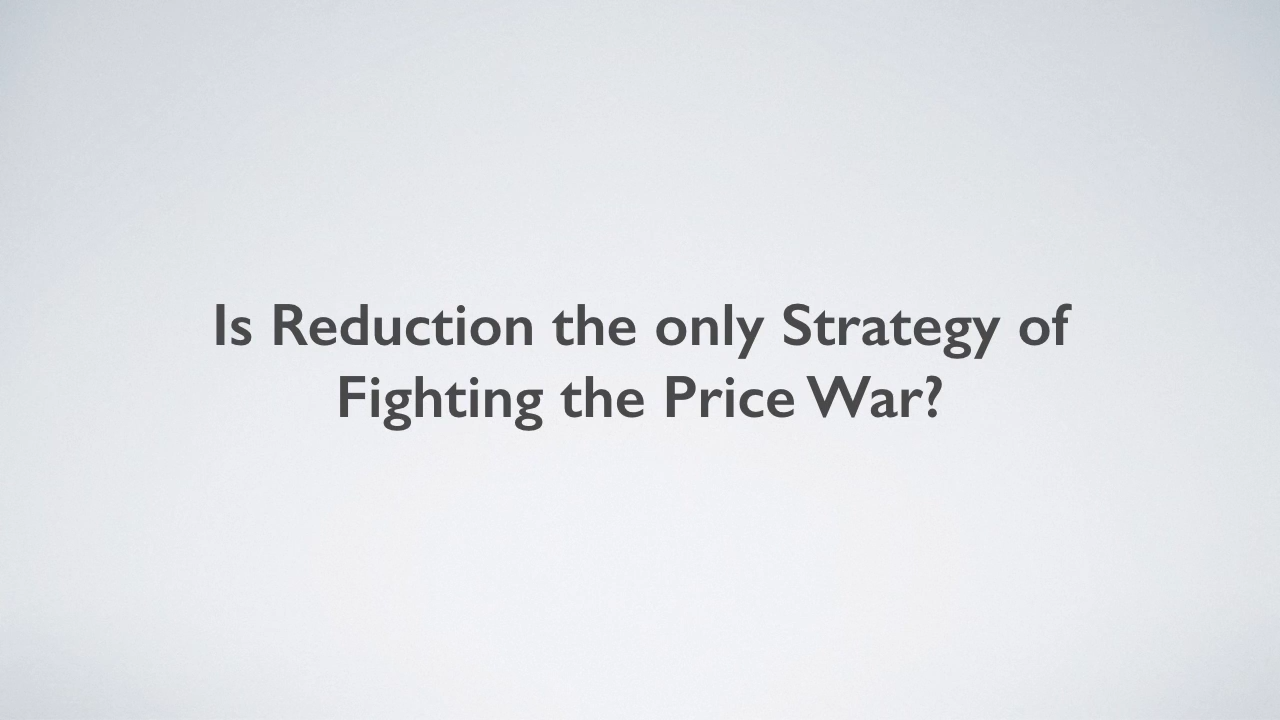 Is Reduction the only Strategy of
Fighting the Price War?